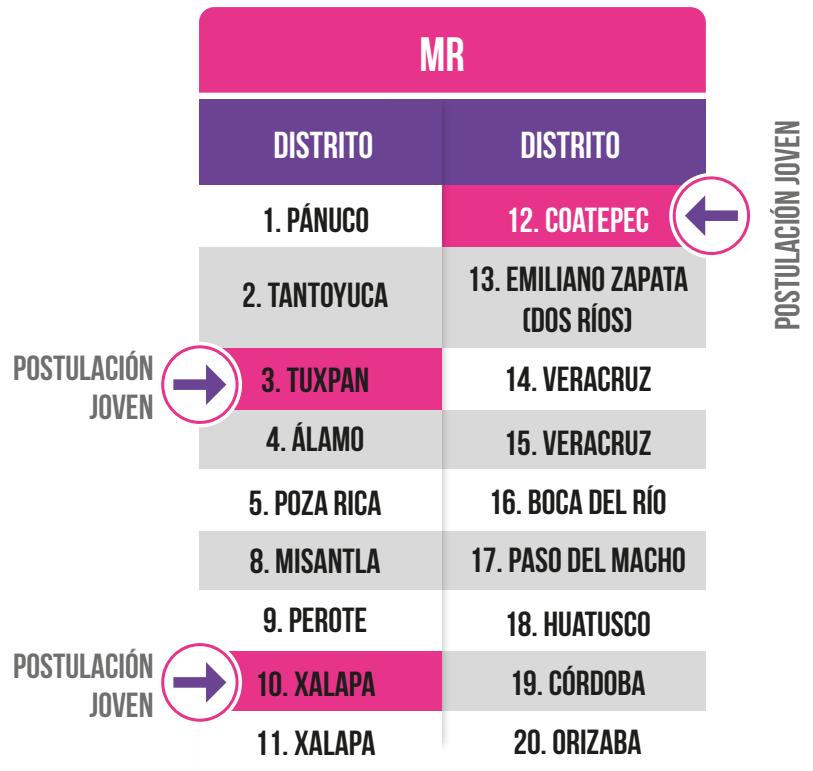 MR
DISTRITO
DISTRITO
1. PÁNUCO
12. COATEPEC
POSTULACIÓN JOVEN
2. TANTOYUCA
13. EMILIANO ZAPATA
(DOS RÍOS)
POSTULACIÓN
JOVEN
3. TUXPAN
14. VERACRUZ
4. ÁLAMO
15. VERACRUZ
5. POZA RICA
16. BOCA DEL RÍO
8. MISANTLA
17. PASO DEL MACHO
9. PEROTE
18. HUATUSCO
POSTULACIÓN
JOVEN
10. XALAPA
19. CÓRDOBA
11. XALAPA
20. ORIZABA